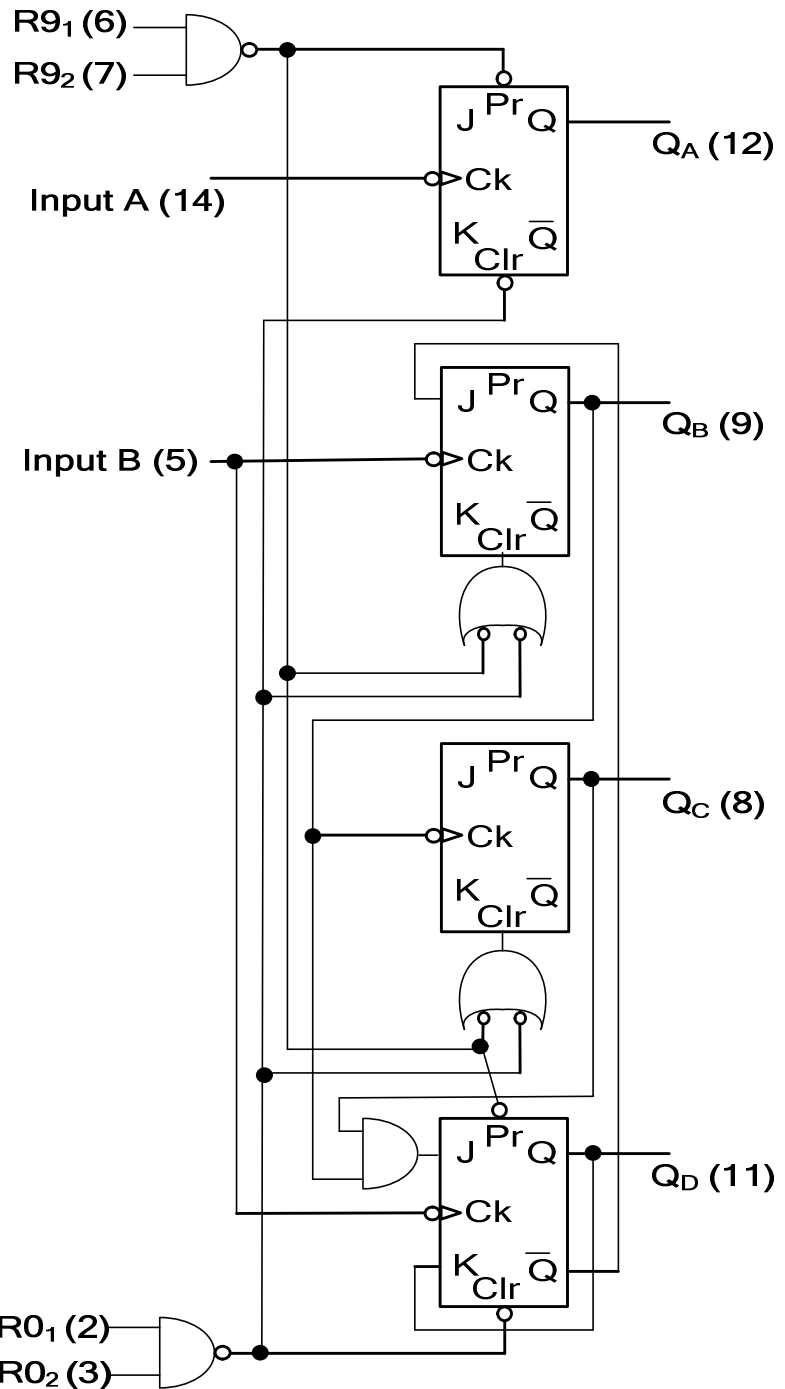 R9₁ (6)
R9₂ (7)
J Pr Q
Q_A (12)
Input A (14)
Ck
K Clr Q̅
J Pr Q
Q_B (9)
Input B (5)
Ck
K Clr Q̅
J Pr Q
Q_C (8)
Ck
K Clr Q̅
J Pr Q
Q_D (11)
Ck
K Clr Q̅
R0₁ (2)
R0₂ (3)